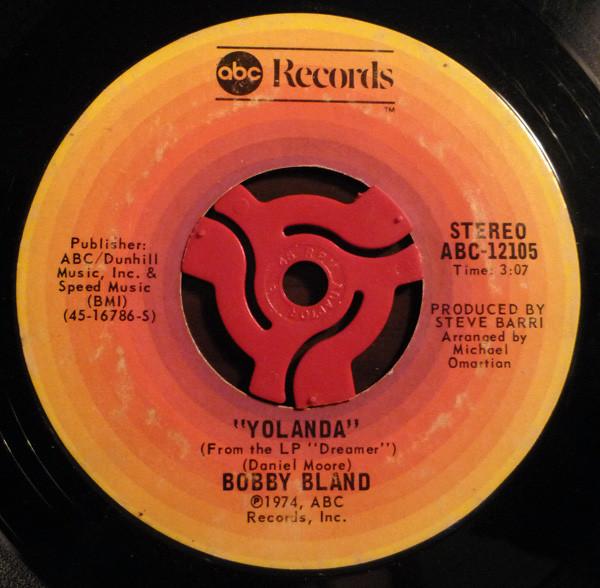 abc Records
TM
Publisher:
ABC/Dunhill
Music, Inc. &
Speed Music
(BMI)
(45-16786-S)
STEREO
ABC-12105
Time: 3:07
PRODUCED BY
STEVE BARRI
Arranged by
Michael
Omartian
"YOLANDA"
(From the LP "Dreamer")
(Daniel Moore)
BOBBY BLAND
℗1974, ABC
Records, Inc.